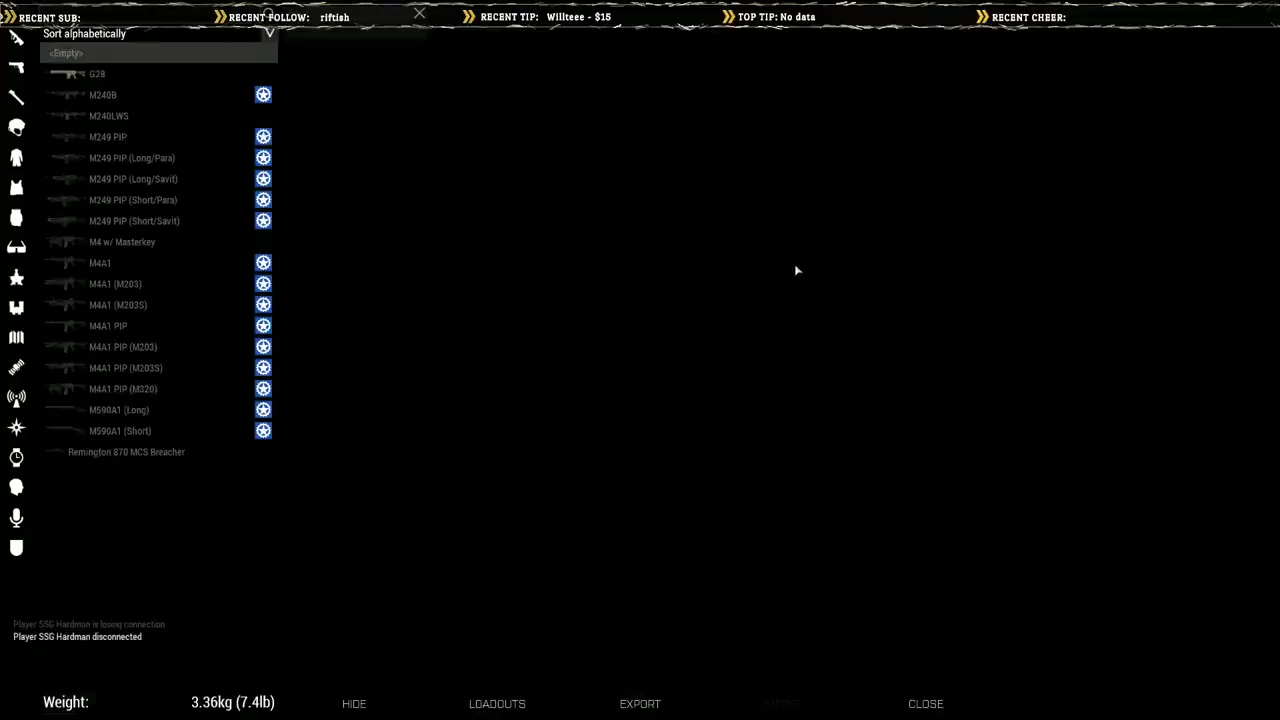 RECENT SUB:
RECENT FOLLOW: riftish
RECENT TIP: Willteee - $15
TOP TIP: No data
RECENT CHEER:
Sort alphabetically
<Empty>
G28
M240B
M240LWS
M249 PIP
M249 PIP (Long/Para)
M249 PIP (Long/Savit)
M249 PIP (Short/Para)
M249 PIP (Short/Savit)
M4 w/ Masterkey
M4A1
M4A1 (M203)
M4A1 (M203S)
M4A1 PIP
M4A1 PIP (M203)
M4A1 PIP (M203S)
M4A1 PIP (M320)
M590A1 (Long)
M590A1 (Short)
Remington 870 MCS Breacher
Player SSG Hardman is losing connection
Player SSG Hardman disconnected
Weight: 3.36kg (7.4lb)
HIDE
LOADOUTS
EXPORT
CLOSE